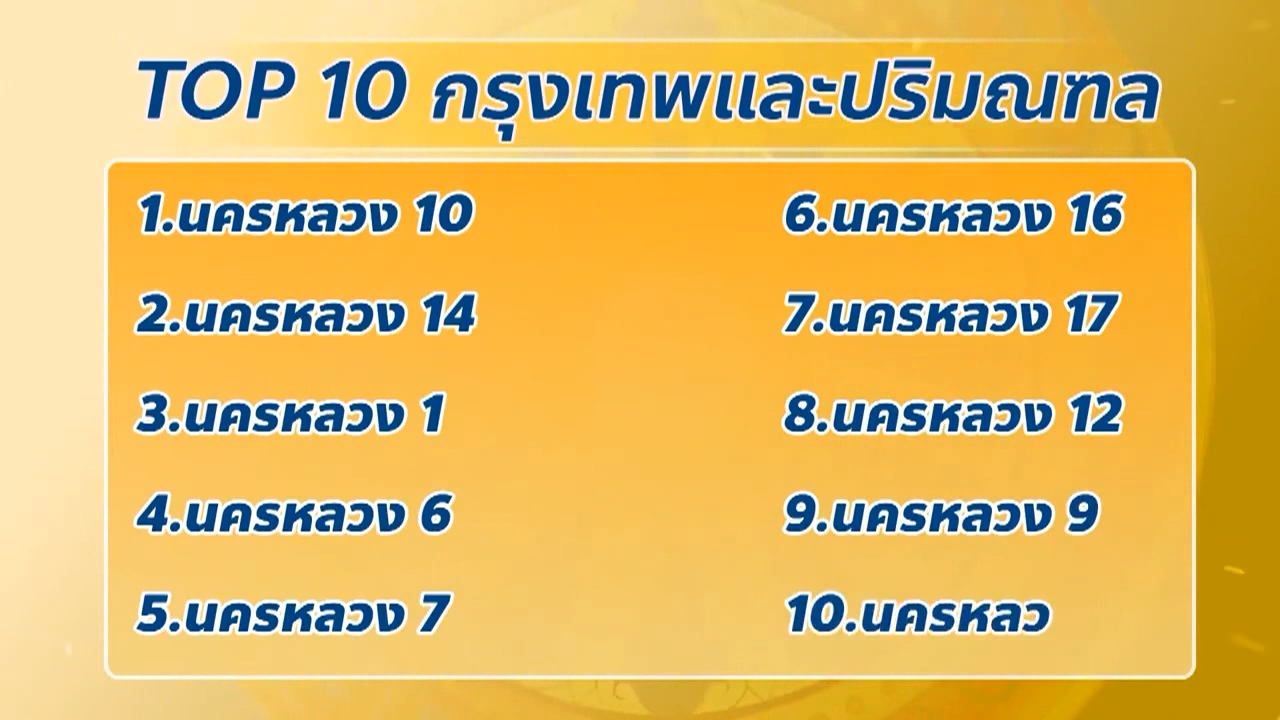 TOP 10 กรุงเทพและปริมณฑล
1.นครหลวง 10
2.นครหลวง 14
3.นครหลวง 1
4.นครหลวง 6
5.นครหลวง 7
6.นครหลวง 16
7.นครหลวง 17
8.นครหลวง 12
9.นครหลวง 9
10.นครหลว